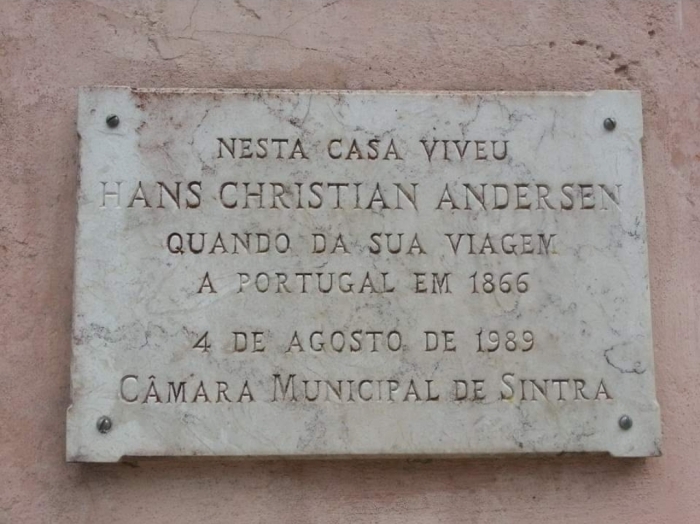 NESTA CASA VIVEU
HANS CHRISTIAN ANDERSEN
QUANDO DA SUA VIAGEM
A PORTUGAL EM 1866
4 DE AGOSTO DE 1989
CÂMARA MUNICIPAL DE SINTRA